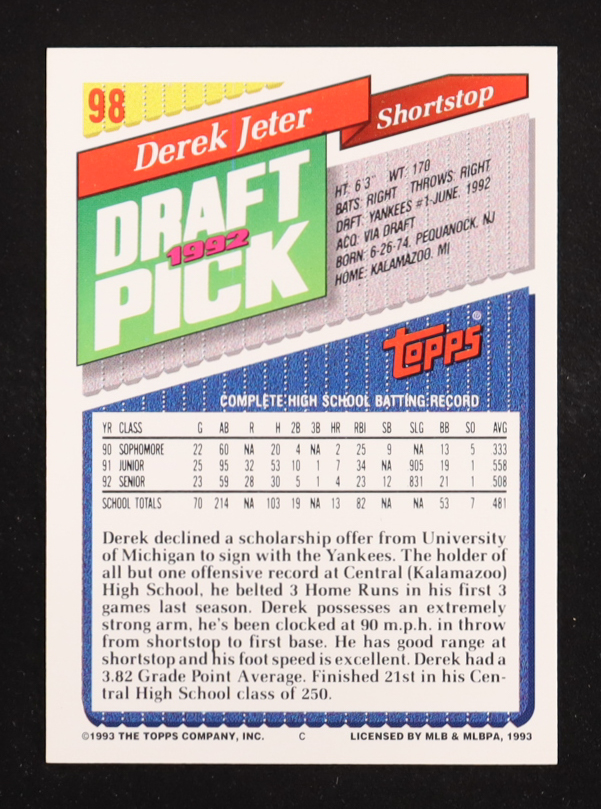 98
Derek Jeter
Shortstop
DRAFT
1992
PICK
HT: 6'3" WT: 170
BATS: RIGHT THROWS: RIGHT
DRFT: YANKEES #1-JUNE, 1992
ACQ: VIA DRAFT
BORN: 6-26-74, PEQUANOCK, NJ
HOME: KALAMAZOO, MI
TOPPS®
COMPLETE HIGH SCHOOL BATTING RECORD
YR CLASS G AB R H 2B 3B HR RBI SB SLG BB SO AVG
90 SOPHOMORE 22 60 NA 20 4 NA 2 25 9 NA 13 5 333
91 JUNIOR 25 95 32 53 10 1 7 34 NA 905 19 1 558
92 SENIOR 23 59 28 30 5 1 4 23 12 831 21 1 508
SCHOOL TOTALS 70 214 NA 103 19 NA 13 82 NA NA 53 7 481
Derek declined a scholarship offer from University
of Michigan to sign with the Yankees. The holder of
all but one offensive record at Central (Kalamazoo)
High School, he belted 3 Home Runs in his first 3
games last season. Derek possesses an extremely
strong arm, he's been clocked at 90 m.p.h. in throw
from shortstop to first base. He has good range at
shortstop and his foot speed is excellent. Derek had a
3.82 Grade Point Average. Finished 21st in his Cen-
tral High School class of 250.
©1993 THE TOPPS COMPANY, INC. C LICENSED BY MLB & MLBPA, 1993